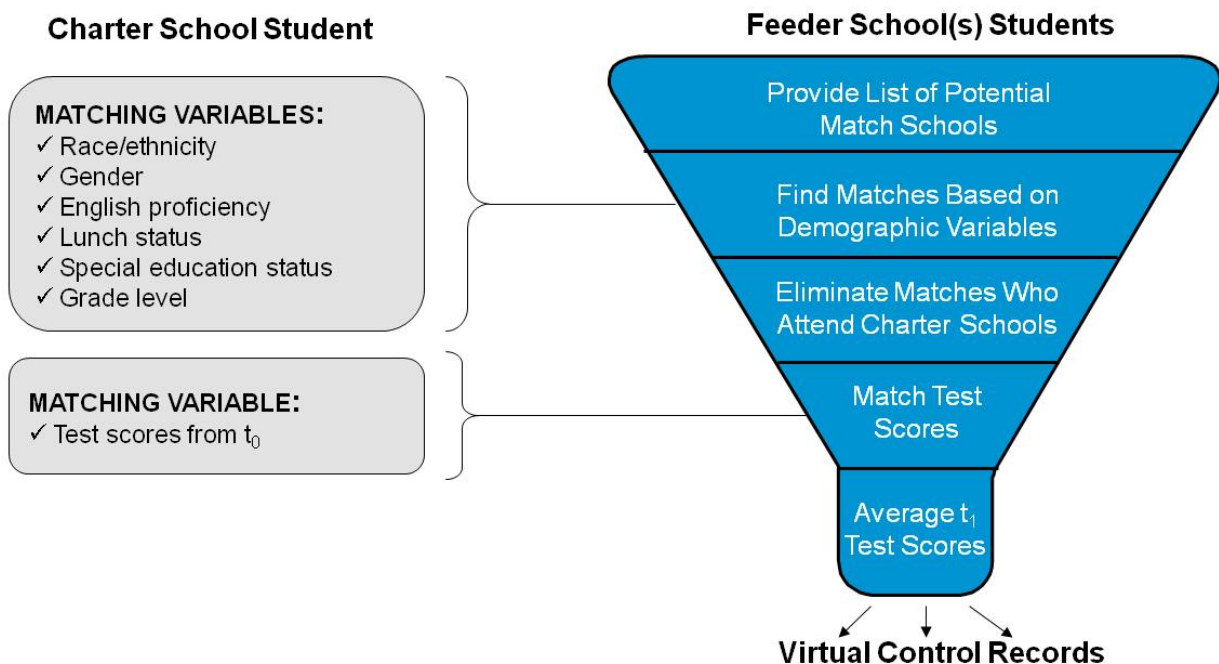 Charter School Student
MATCHING VARIABLES:
✓ Race/ethnicity
✓ Gender
✓ English proficiency
✓ Lunch status
✓ Special education status
✓ Grade level
MATCHING VARIABLE:
✓ Test scores from t₀
Feeder School(s) Students
Provide List of Potential
Match Schools
Find Matches Based on
Demographic Variables
Eliminate Matches Who
Attend Charter Schools
Match Test
Scores
Average t₁
Test Scores
Virtual Control Records